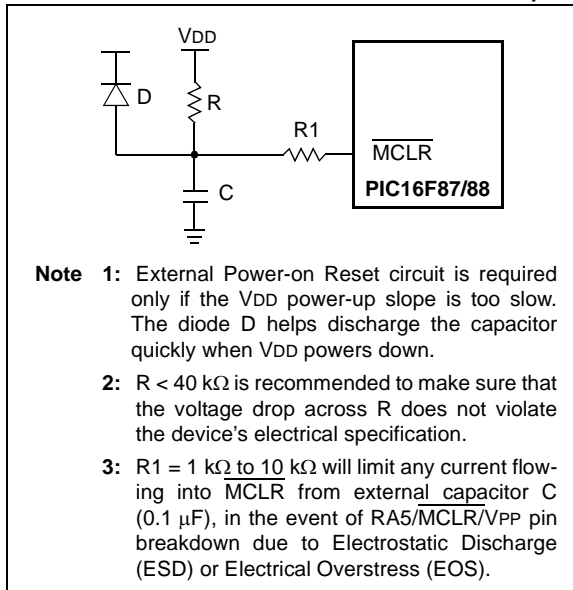 VDD
D
R
R1
MCLR
C
PIC16F87/88
Note 1: External Power-on Reset circuit is required
only if the VDD power-up slope is too slow.
The diode D helps discharge the capacitor
quickly when VDD powers down.
2: R < 40 kΩ is recommended to make sure that
the voltage drop across R does not violate
the device's electrical specification.
3: R1 = 1 kΩ to 10 kΩ will limit any current flow-
ing into MCLR from external capacitor C
(0.1 μF), in the event of RA5/MCLR/VPP pin
breakdown due to Electrostatic Discharge
(ESD) or Electrical Overstress (EOS).